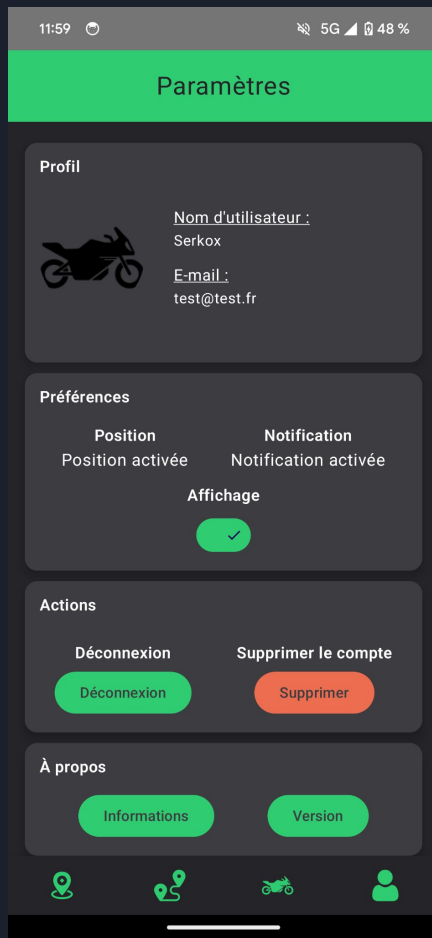 11:59 5G 48 %
Paramètres
Profil
Nom d'utilisateur :
Serkox
E-mail :
test@test.fr
Préférences
Position Notification
Position activée Notification activée
Affichage
Actions
Déconnexion Supprimer le compte
Déconnexion Supprimer
À propos
Informations Version